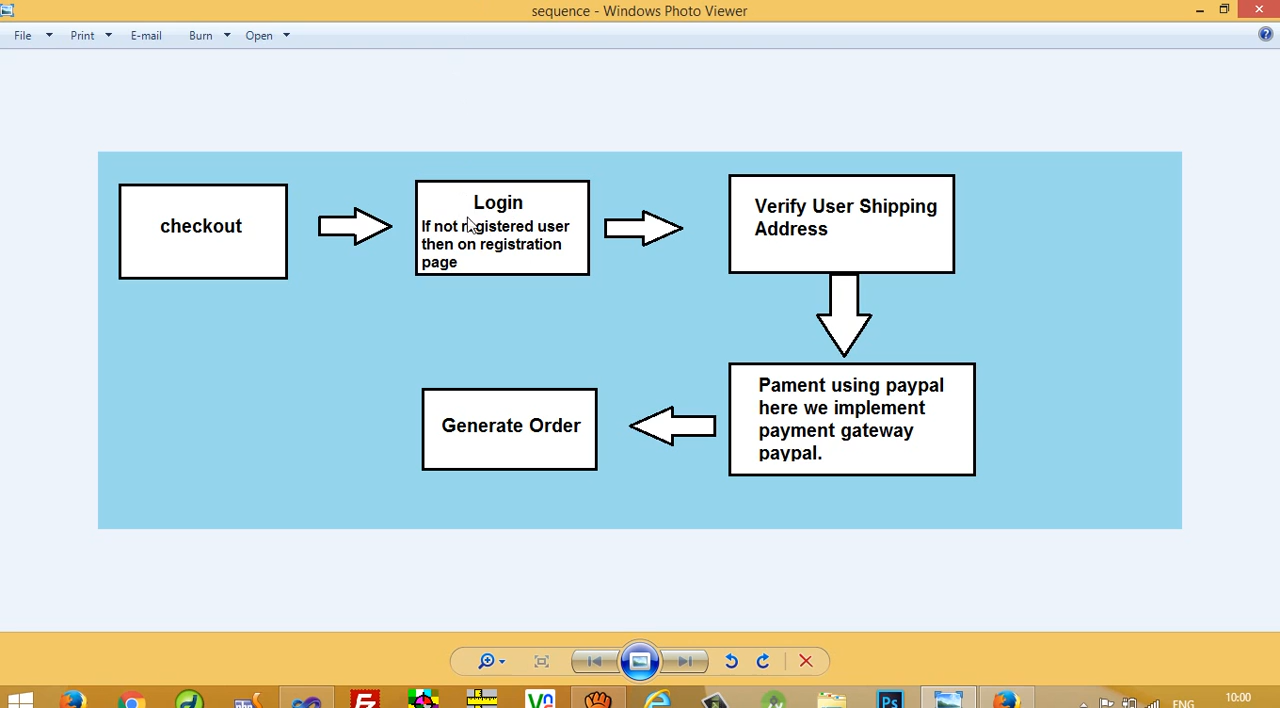 sequence - Windows Photo Viewer
File Print E-mail Burn Open
checkout
Login
If not registered user
then on registration
page
Verify User Shipping
Address
Pament using paypal
here we implement
payment gateway
paypal.
Generate Order
10:00
ENG